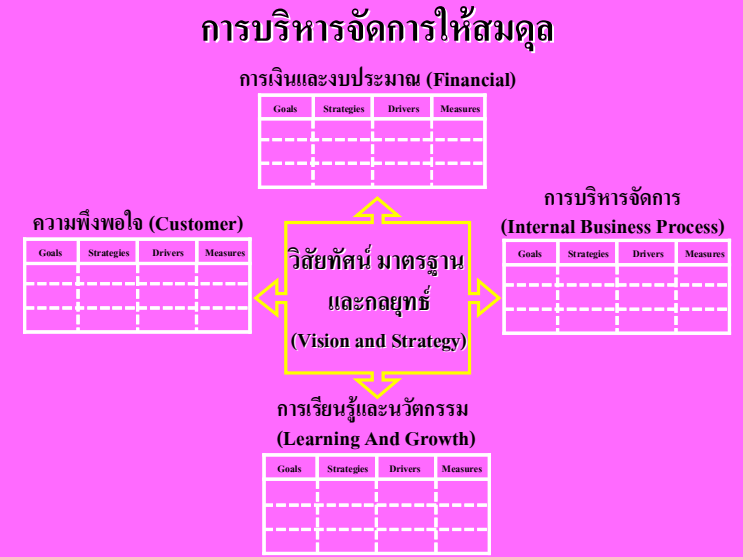 การบริหารจัดการให้สมดุล
การเงินและงบประมาณ (Financial)
Goals Strategies Drivers Measures
ความพึงพอใจ (Customer)
Goals Strategies Drivers Measures
วิสัยทัศน์ มาตรฐาน
และกลยุทธ์
(Vision and Strategy)
การบริหารจัดการ
(Internal Business Process)
Goals Strategies Drivers Measures
การเรียนรู้และนวัตกรรม
(Learning And Growth)
Goals Strategies Drivers Measures